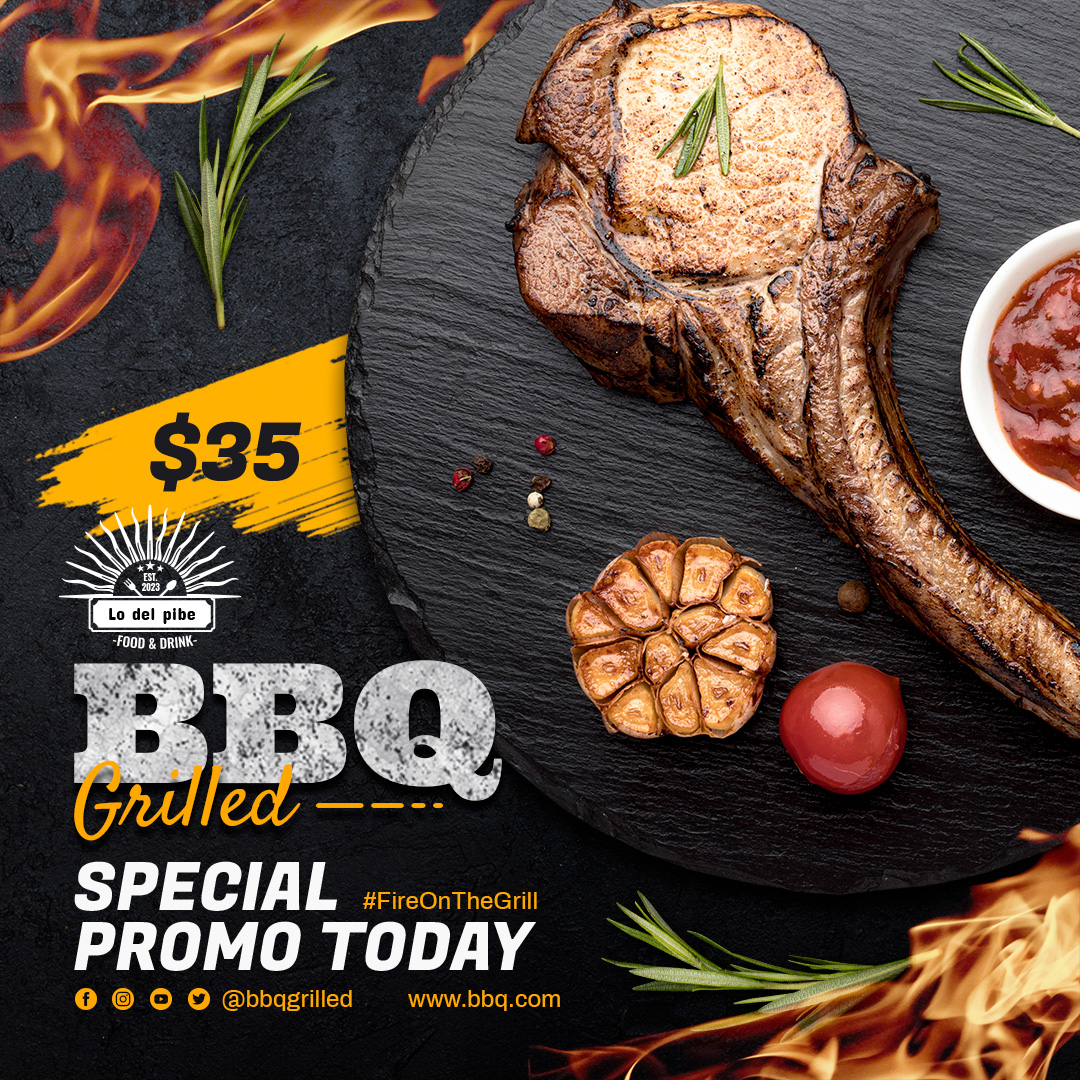 $35
EST.
2023
Lo del pibe
-FOOD & DRINK-
BBQ
Grilled
SPECIAL
#FireOnTheGrill
PROMO TODAY
@bbqgrilled
www.bbq.com